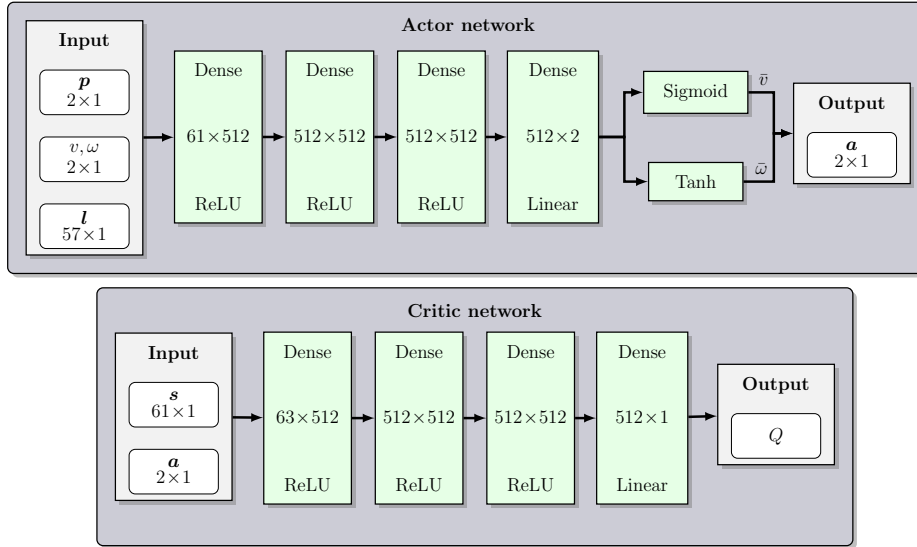 Actor network
Input
p
2×1
v, ω
2×1
l
57×1
Dense
61×512
ReLU
Dense
512×512
ReLU
Dense
512×512
ReLU
Dense
512×2
Linear
Sigmoid
v̄
Tanh
ω̄
Output
a
2×1
Critic network
Input
s
61×1
a
2×1
Dense
63×512
ReLU
Dense
512×512
ReLU
Dense
512×512
ReLU
Dense
512×1
Linear
Output
Q